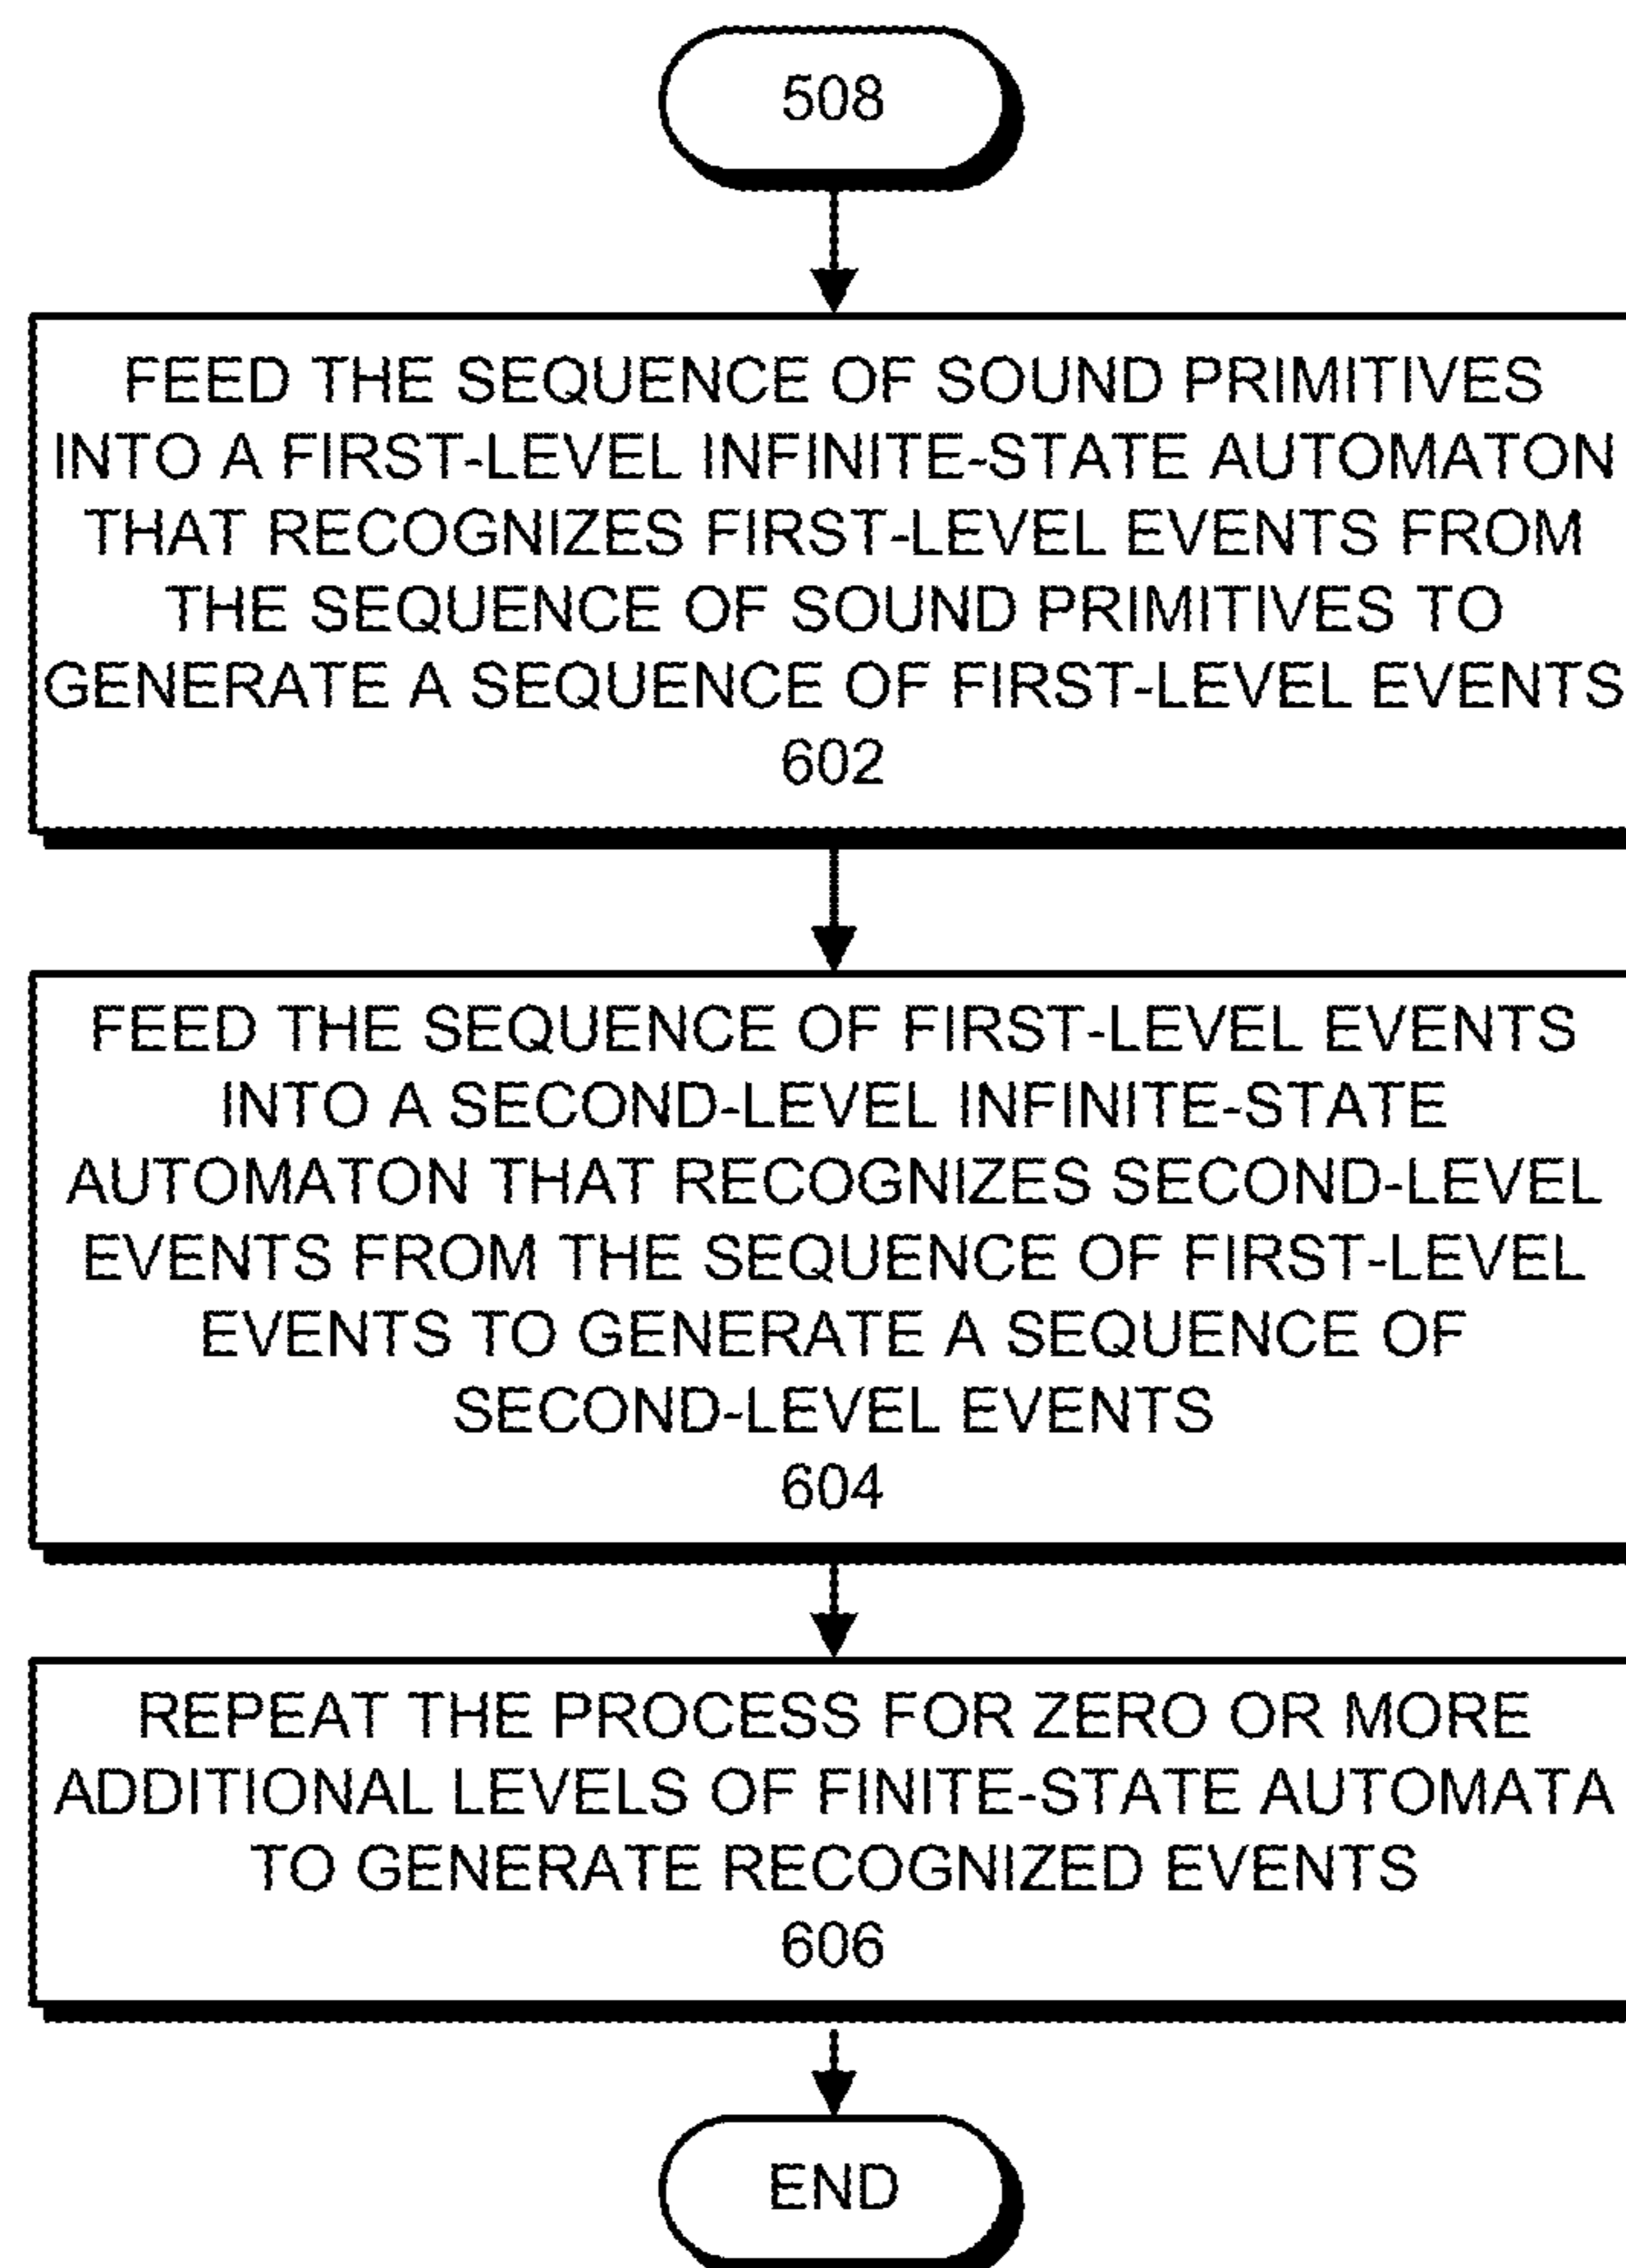 508
FEED THE SEQUENCE OF SOUND PRIMITIVES
INTO A FIRST-LEVEL INFINITE-STATE AUTOMATON
THAT RECOGNIZES FIRST-LEVEL EVENTS FROM
THE SEQUENCE OF SOUND PRIMITIVES TO
GENERATE A SEQUENCE OF FIRST-LEVEL EVENTS
602
FEED THE SEQUENCE OF FIRST-LEVEL EVENTS
INTO A SECOND-LEVEL INFINITE-STATE
AUTOMATON THAT RECOGNIZES SECOND-LEVEL
EVENTS FROM THE SEQUENCE OF FIRST-LEVEL
EVENTS TO GENERATE A SEQUENCE OF
SECOND-LEVEL EVENTS
604
REPEAT THE PROCESS FOR ZERO OR MORE
ADDITIONAL LEVELS OF FINITE-STATE AUTOMATA
TO GENERATE RECOGNIZED EVENTS
606
END